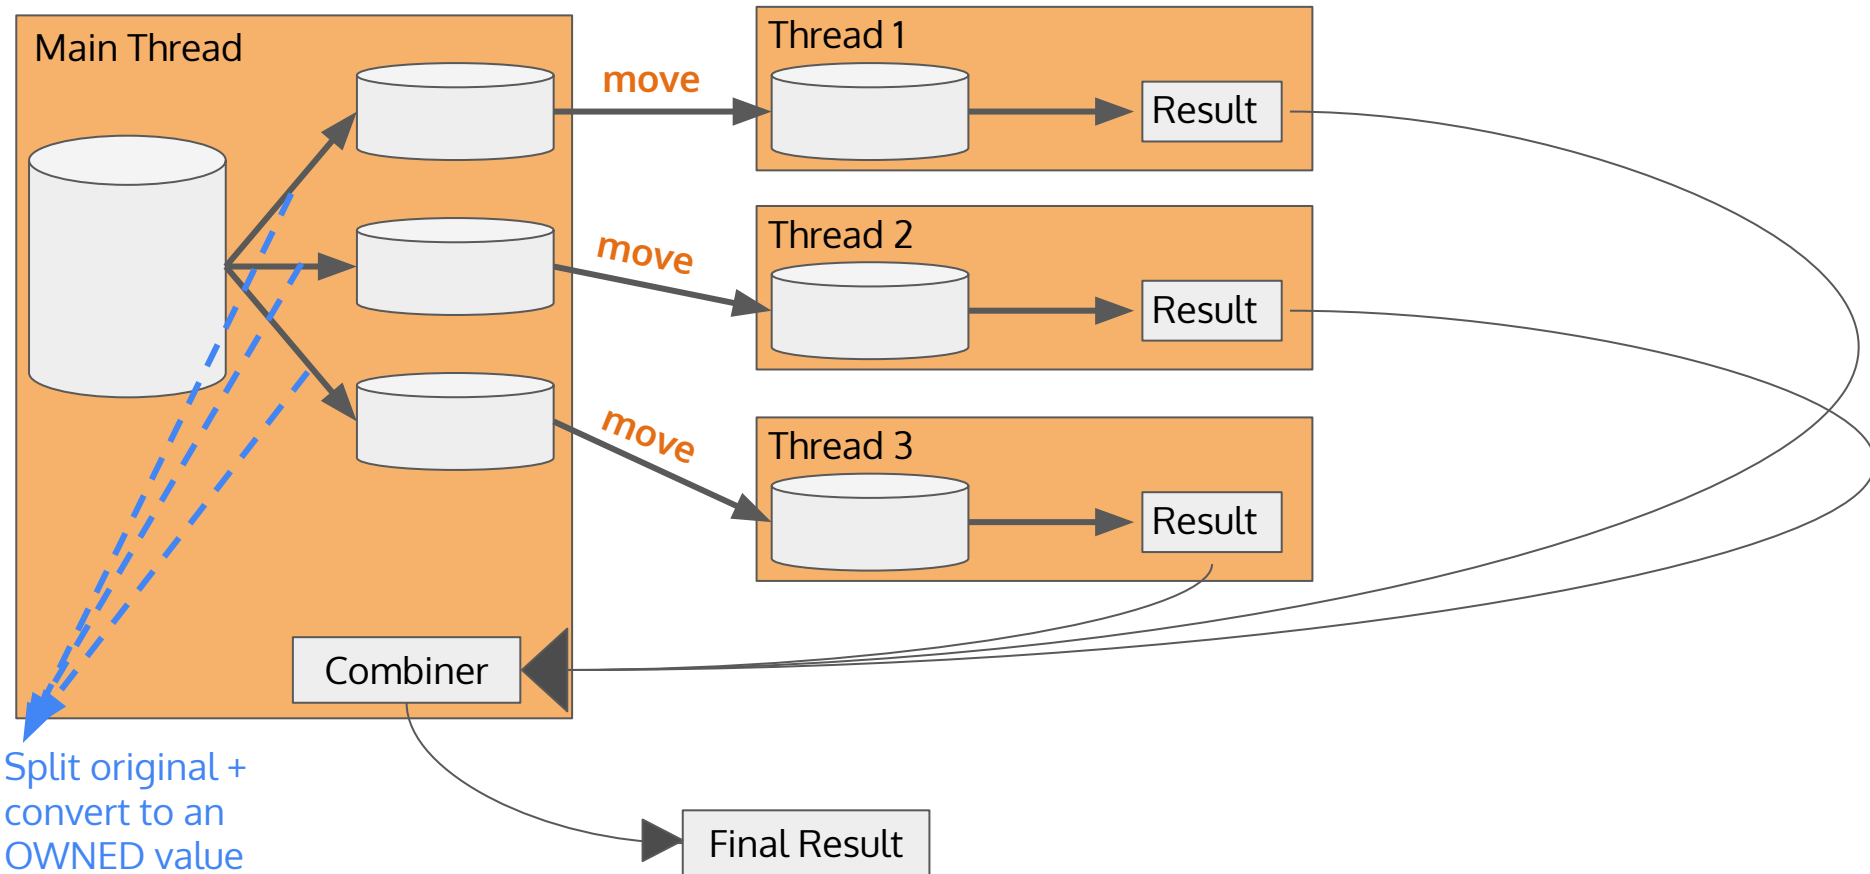 Main Thread
move
Thread 1
Result
move
Thread 2
Result
move
Thread 3
Result
Combiner
Split original +
convert to an
OWNED value
Final Result